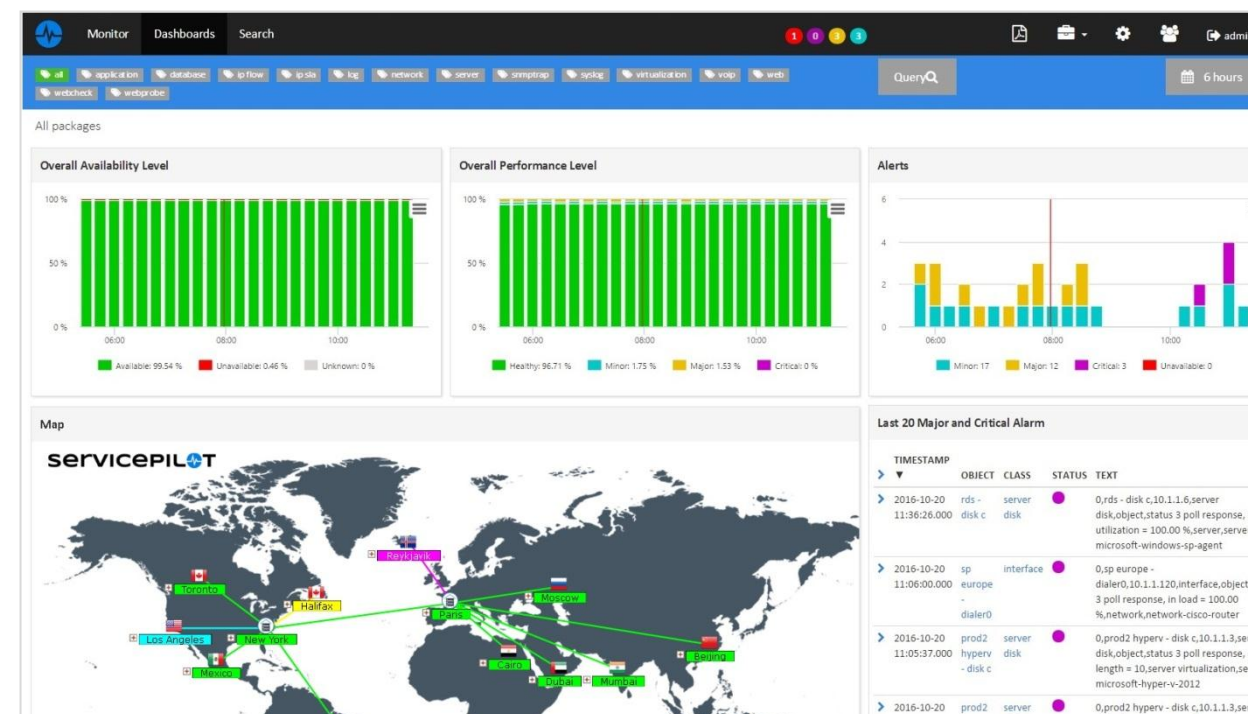 Monitor Dashboards Search 1 0 3 3 admi
all application database ip flow ip sla log network server snmptrap syslog virtualization voip web
webcheck webprobe
Query 6 hours
All packages
Overall Availability Level
100 %
50 %
0 %
06:00 08:00 10:00
Available: 99.54 % Unavailable: 0.46 % Unknown: 0 %
Overall Performance Level
100 %
50 %
0 %
06:00 08:00 10:00
Healthy: 96.71 % Minor: 1.75 % Major: 1.53 % Critical: 0 %
Alerts
6
4
2
0
06:00 08:00 10:00
Minor: 17 Major: 12 Critical: 3 Unavailable: 0
Map
SERVICEPILOT
Reykjavik
Toronto
Halifax
Moscow
Paris
Los Angeles
New York
Beijing
Cairo
Mexico
Dubai
Mumbai
Last 20 Major and Critical Alarm
TIMESTAMP
OBJECT CLASS STATUS TEXT
2016-10-20 rds - server 0,rds - disk c,10.1.1.6,server
11:36:26.000 disk c disk disk,object,status 3 poll response,
utilization = 100.00 %,server,serve
microsoft-windows-sp-agent
2016-10-20 sp interface 0,sp europe -
11:06:00.000 europe dialer0,10.1.1.120,interface,object
- 3 poll response, in load = 100.00
dialer0 %,network,network-cisco-router
2016-10-20 prod2 server 0,prod2 hyperv - disk c,10.1.1.3,se
11:05:37.000 hyperv disk disk,object,status 3 poll response,
- disk c length = 10,server virtualization,se
microsoft-hyper-v-2012
2016-10-20 prod2 server 0,prod2 hyperv - disk c,10.1.1.3,se